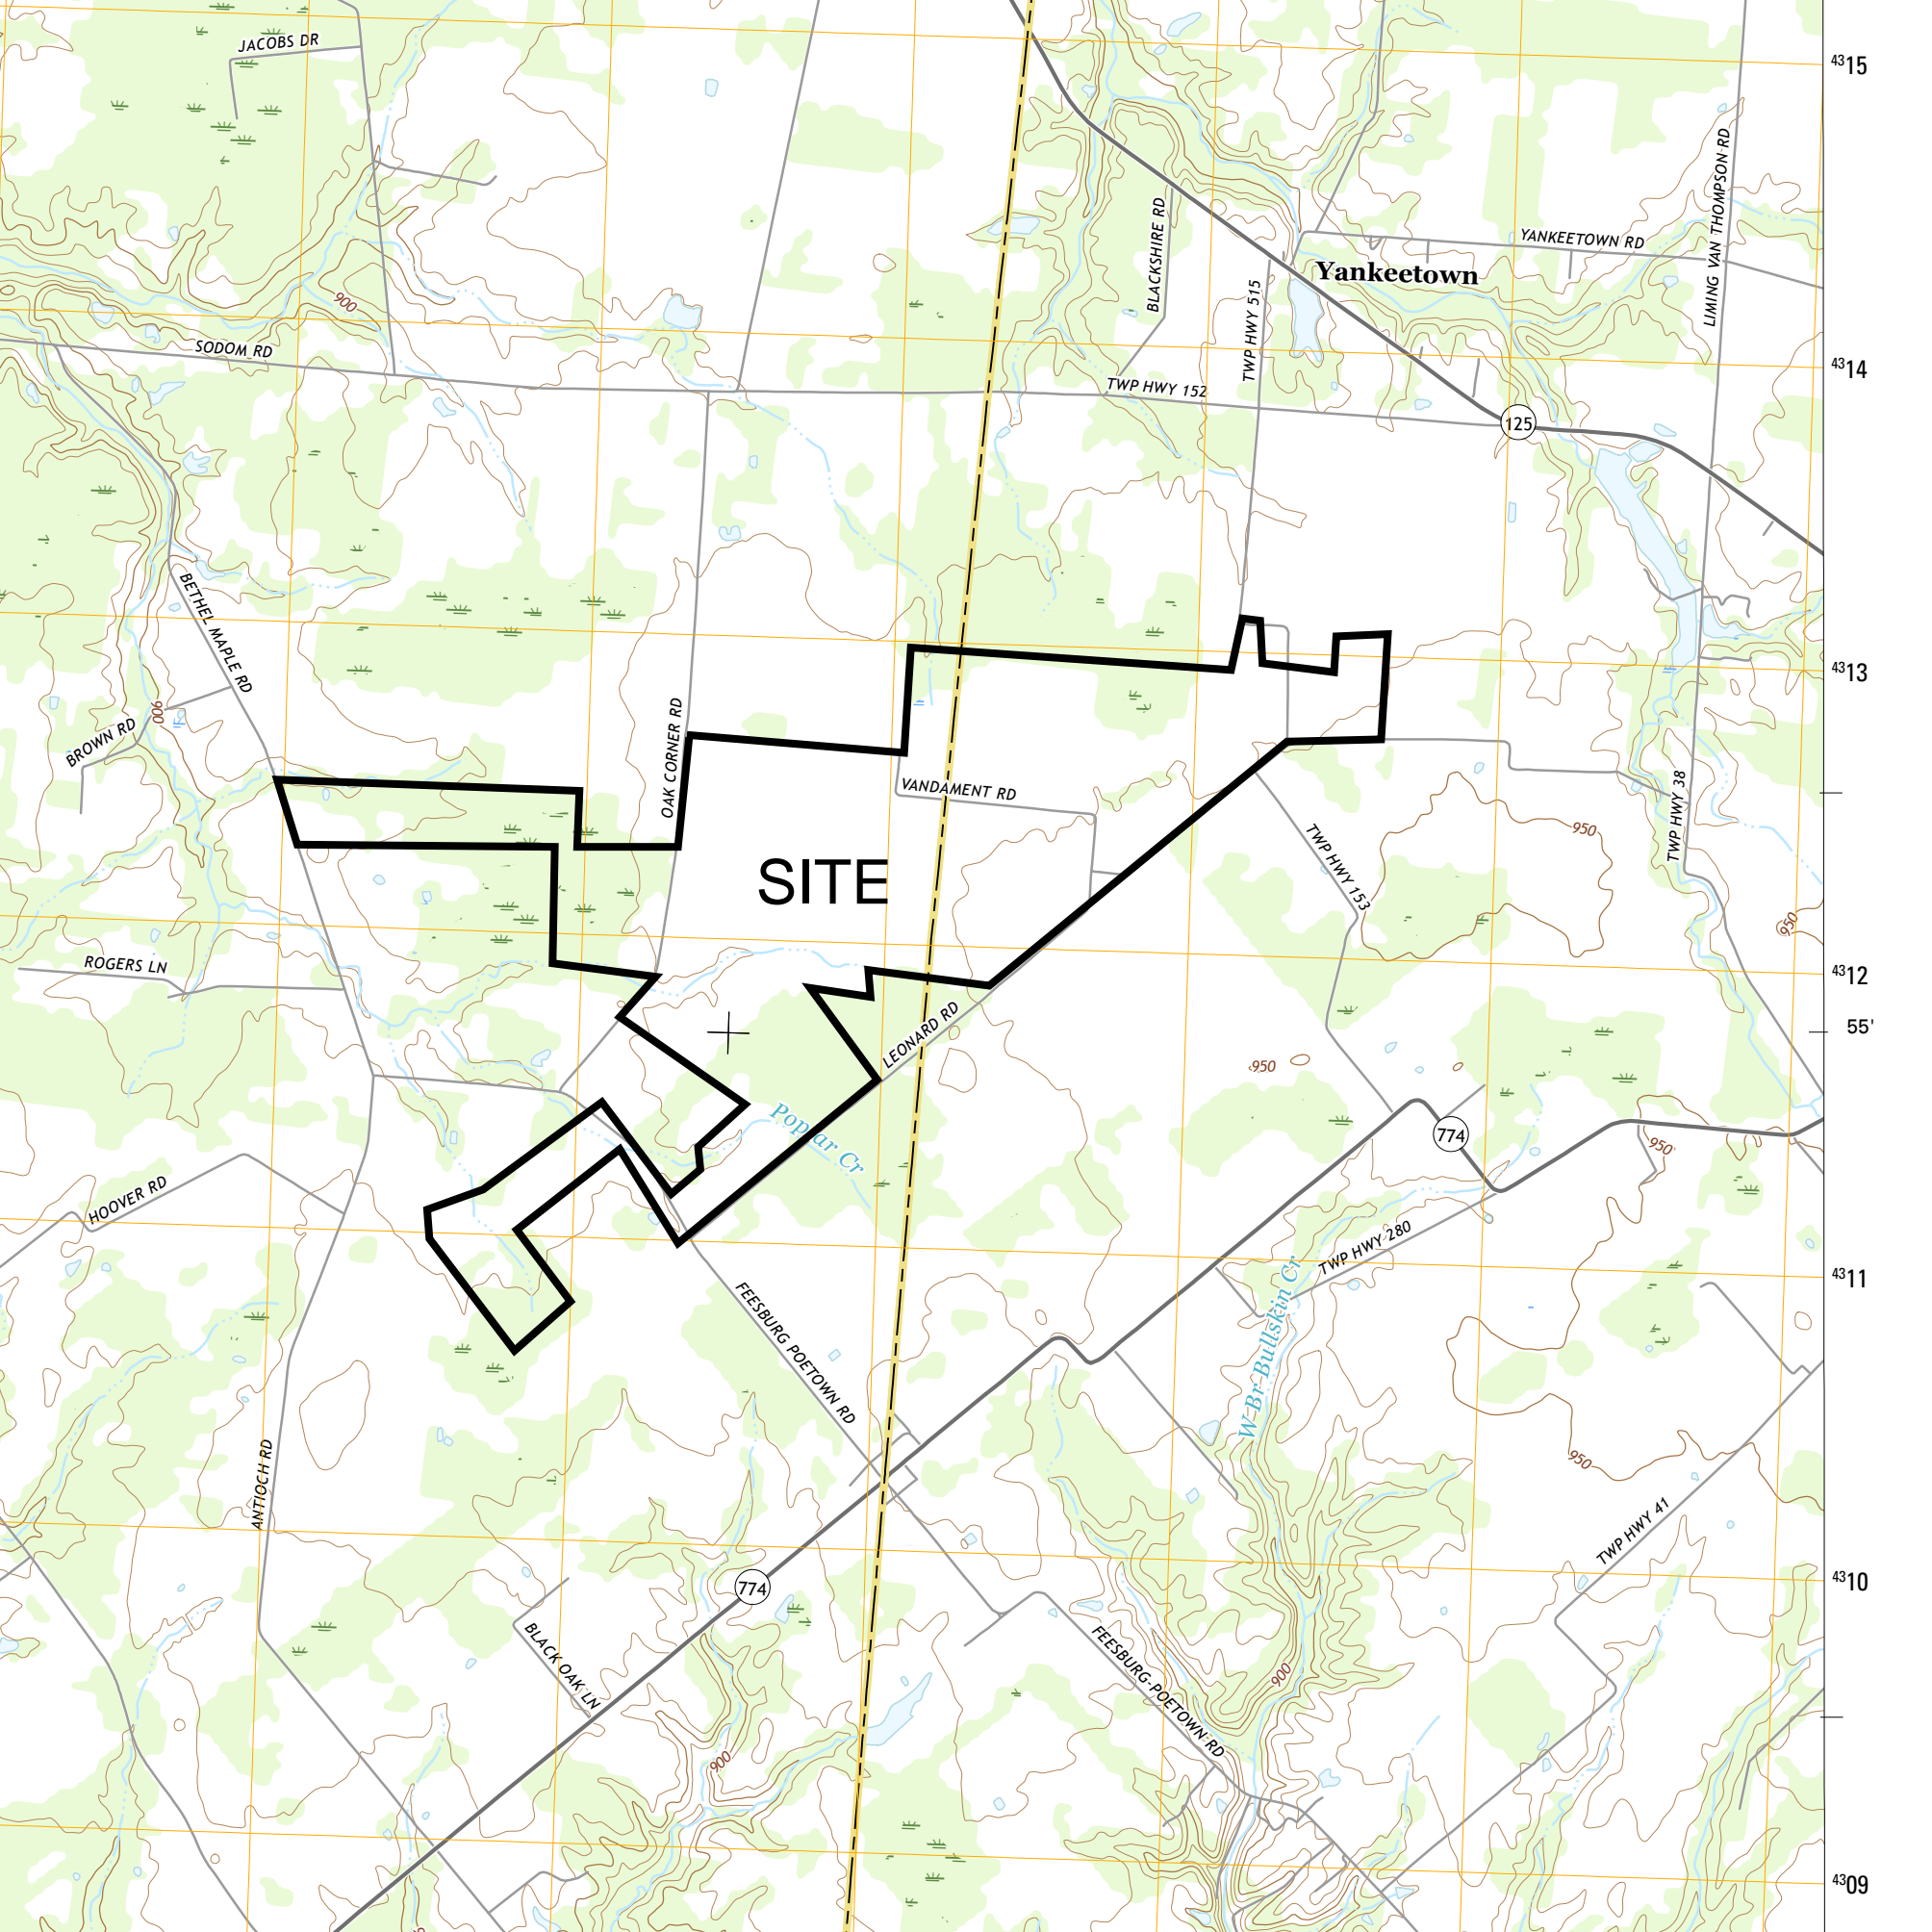 JACOBS DR
4315
LIMING VAN THOMPSON RD
BLACKSHIRE RD
YANKEETOWN RD
Yankeetown
TWP HWY 515
900
SODOM RD
4314
TWP HWY 152
125
BETHEL MAPLE RD
4313
900
BROWN RD
OAK CORNER RD
VANDAMENT RD
TWP HWY 38
950
TWP HWY 153
SITE
950
ROGERS LN
4312
LEONARD RD
55'
950
Poplar Cr
774
950
HOOVER RD
TWP HWY 280
4311
W Br Bullskin Cr
FEESBURG POETOWN RD
ANTIOCH RD
950
TWP HWY 41
774
4310
BLACK OAK LN
FEESBURG-POETOWN RD
900
900
4309